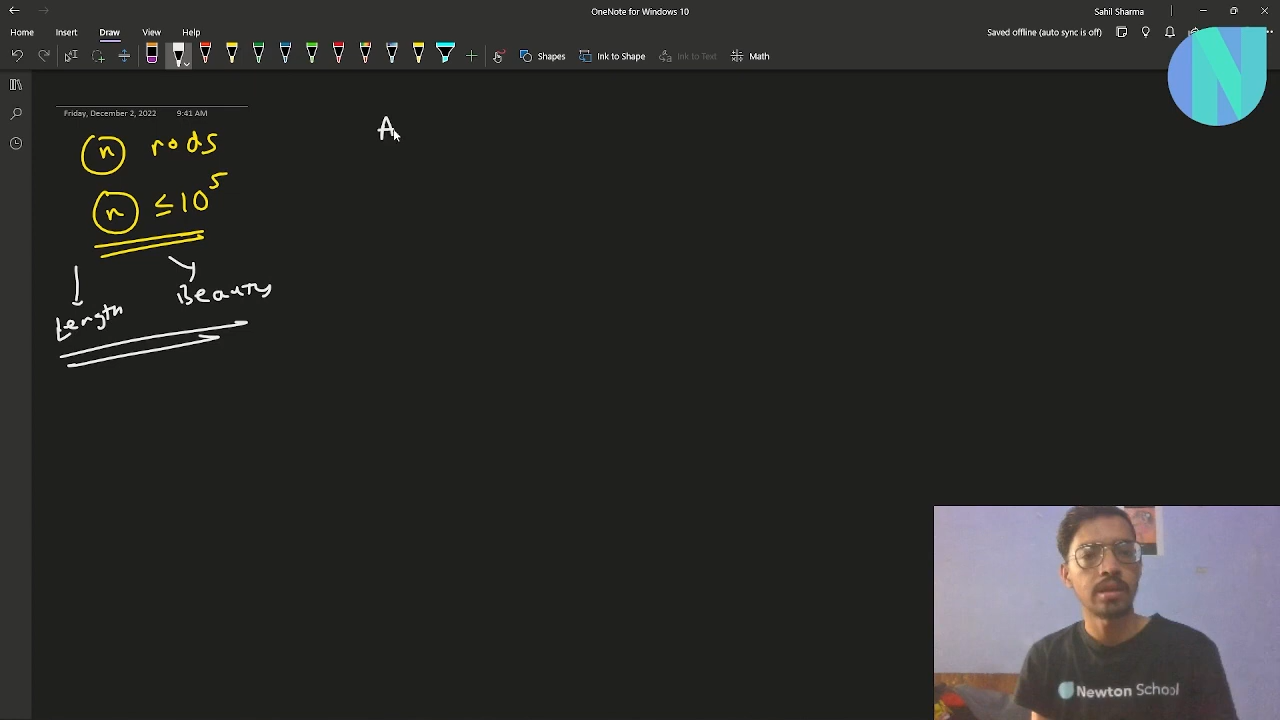 OneNote for Windows 10
Sahil Sharma
Home Insert Draw View Help
Saved offline (auto sync is off)
Shapes Ink to Shape Ink to Text Math
Friday, December 2, 2022 9:41 AM
n rods
n ≤ 10^5
Length Beauty
A
N
Newton School